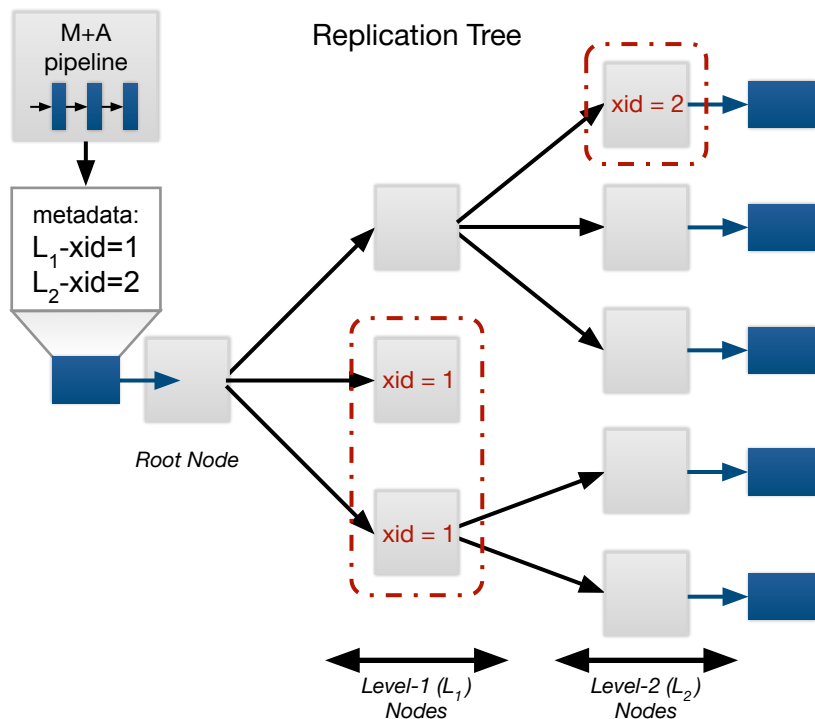 M+A
pipeline
Replication Tree
xid = 2
metadata:
L₁-xid=1
L₂-xid=2
xid = 1
Root Node
xid = 1
Level-1 (L₁)
Nodes
Level-2 (L₂)
Nodes